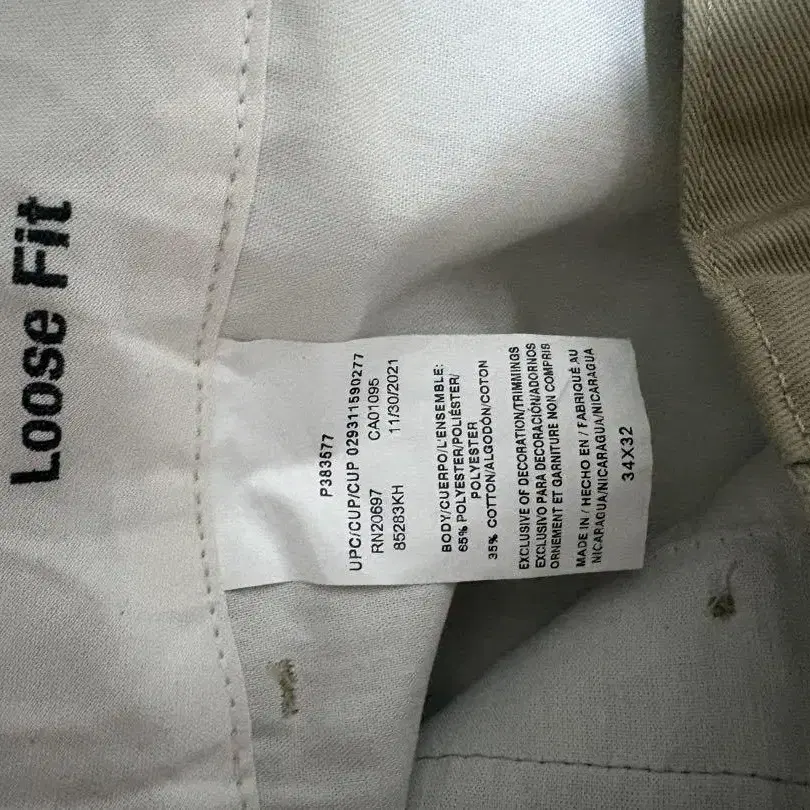 Loose Fit
P383577
UPC/CUP/CUP 029311590277
RN20697 CA01095
85283KH 11/30/2021
BODY/CUERPO/L'ENSEMBLE:
65% POLYESTER/POLIÉSTER/
POLYESTER
35% COTTON/ALGODÓN/COTON
EXCLUSIVE OF DECORATION/TRIMMINGS
EXCLUSIVO PARA DECORACIÓN/ADORNOS
ORNEMENT ET GARNITURE NON COMPRIS
MADE IN / HECHO EN / FABRIQUÉ AU
NICARAGUA/NICARAGUA/NICARAGUA
34X32